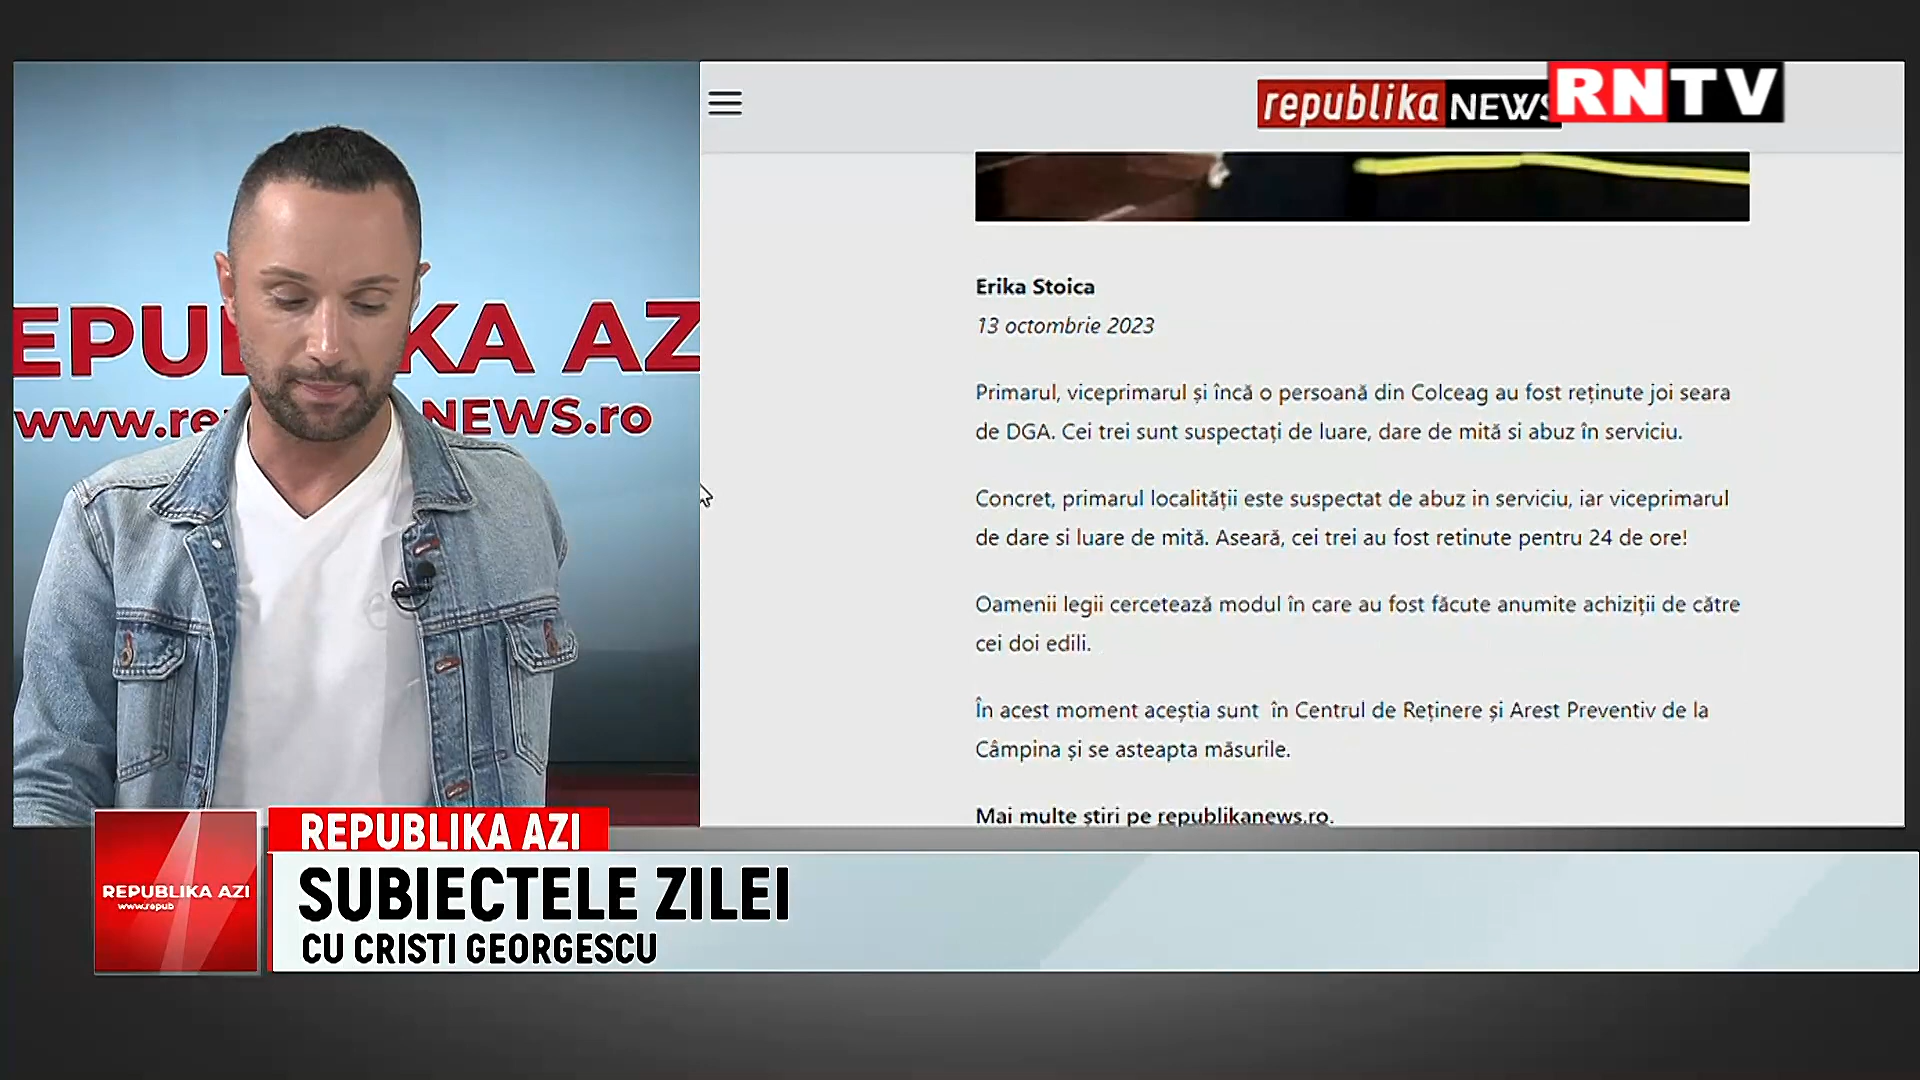 republika NEWS
RNTV
EPU KA AZ
www.re NEWS.ro
Erika Stoica
13 octombrie 2023
Primarul, viceprimarul și încă o persoană din Colceag au fost reținute joi seara
de DGA. Cei trei sunt suspectați de luare, dare de mită si abuz în serviciu.
Concret, primarul localității este suspectat de abuz in serviciu, iar viceprimarul
de dare si luare de mită. Aseară, cei trei au fost retinute pentru 24 de ore!
Oamenii legii cercetează modul în care au fost făcute anumite achiziții de către
cei doi edili.
În acest moment aceștia sunt în Centrul de Reținere și Arest Preventiv de la
Câmpina și se asteapta măsurile.
Mai multe știri pe republikanews.ro.
REPUBLIKA AZI
SUBIECTELE ZILEI
CU CRISTI GEORGESCU
REPUBLIKA AZI
www.repub